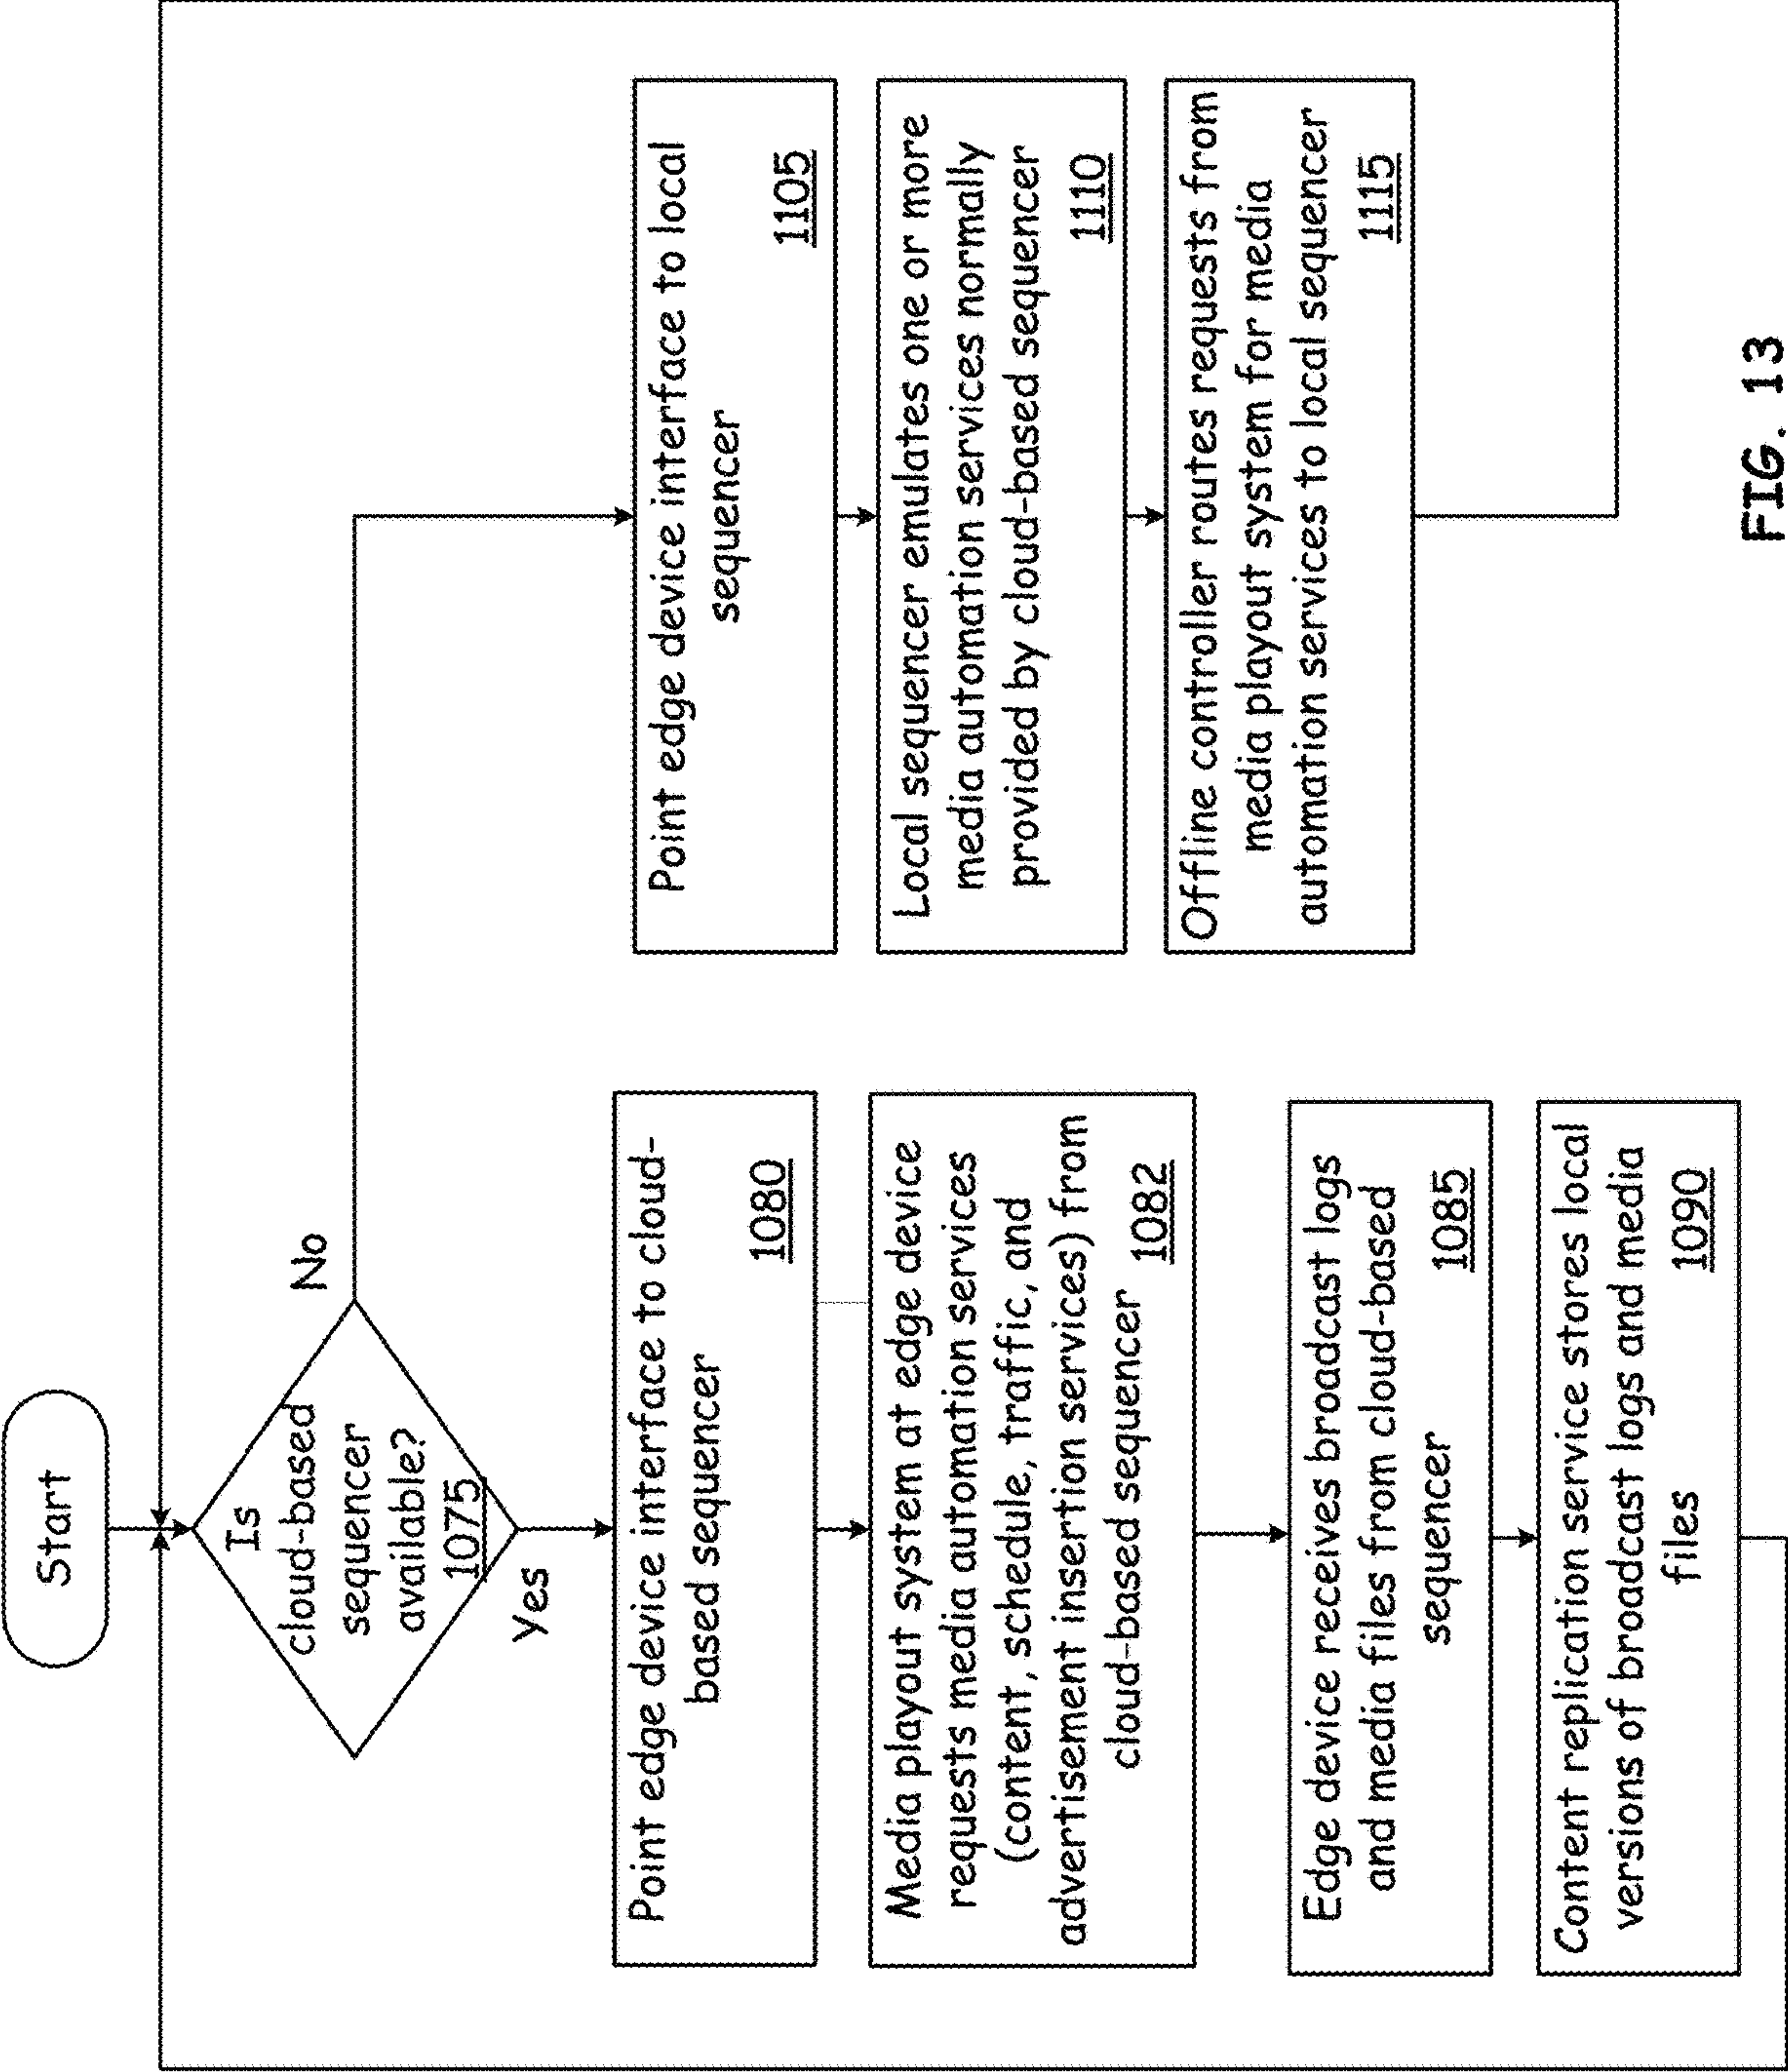 Start
Is
cloud-based
sequencer
available?
1075
No
Yes
Point edge device interface to cloud-
based sequencer
1080
Media playout system at edge device
requests media automation services
(content, schedule, traffic, and
advertisement insertion services) from
cloud-based sequencer
1082
Edge device receives broadcast logs
and media files from cloud-based
sequencer
1085
Content replication service stores local
versions of broadcast logs and media
files
1090
Point edge device interface to local
sequencer
1105
Local sequencer emulates one or more
media automation services normally
provided by cloud-based sequencer
1110
Offline controller routes requests from
media playout system for media
automation services to local sequencer
1115
FIG. 13